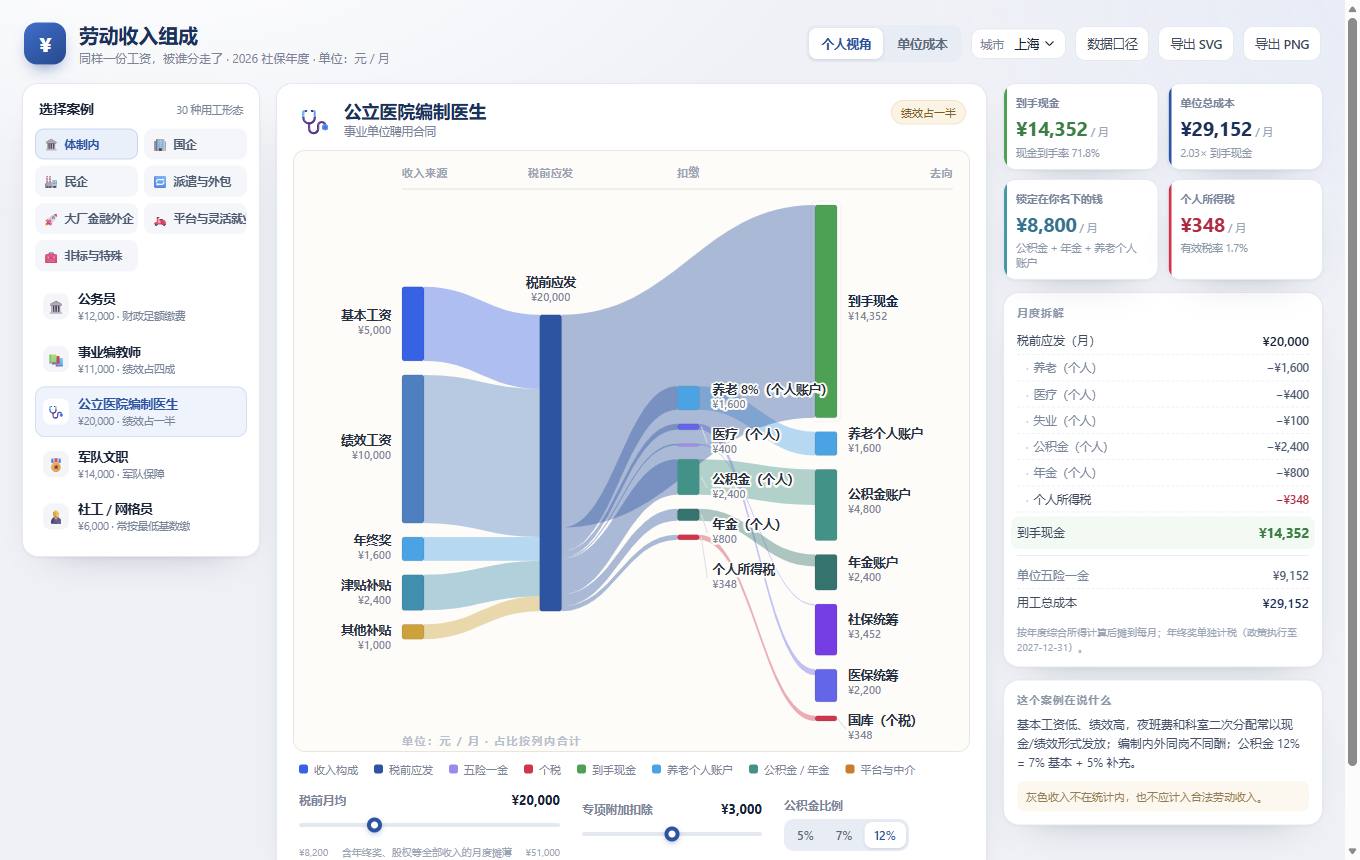 ¥
劳动收入组成
同样一份工资，被谁分走了 · 2026 社保年度 · 单位：元 / 月
个人视角
单位成本
城市
上海
数据口径
导出 SVG
导出 PNG
选择案例
30 种用工形态
体制内
国企
民企
派遣与外包
大厂金融外企
平台与灵活就业
非标与特殊
公务员
¥12,000 · 财政足额缴费
事业编教师
¥11,000 · 绩效占四成
公立医院编制医生
¥20,000 · 绩效占一半
军队文职
¥14,000 · 军队保障
社工 / 网格员
¥6,000 · 常按最低基数缴
公立医院编制医生
事业单位聘用合同
绩效占一半
收入来源
税前应发
扣缴
去向
基本工资
¥5,000
绩效工资
¥10,000
年终奖
¥1,600
津贴补贴
¥2,400
其他补贴
¥1,000
税前应发
¥20,000
养老 8%（个人账户）
¥1,600
医疗（个人）
¥400
公积金（个人）
¥2,400
年金（个人）
¥800
个人所得税
¥348
到手现金
¥14,352
养老个人账户
¥1,600
公积金账户
¥4,800
年金账户
¥2,400
社保统筹
¥3,452
医保统筹
¥2,200
国库（个税）
¥348
单位：元 / 月 · 占比按列内合计
收入构成
税前应发
五险一金
个税
到手现金
养老个人账户
公积金 / 年金
平台与中介
税前月均
¥20,000
¥8,200
含年终奖、股权等全部收入的月度摊薄
¥51,000
专项附加扣除
¥3,000
公积金比例
5%
7%
12%
到手现金
¥14,352 / 月
现金到手率 71.8%
单位总成本
¥29,152 / 月
2.03× 到手现金
锁定在你名下的钱
¥8,800 / 月
公积金 + 年金 + 养老个人
账户
个人所得税
¥348 / 月
有效税率 1.7%
月度拆解
税前应发（月）
¥20,000
· 养老（个人）
−¥1,600
· 医疗（个人）
−¥400
· 失业（个人）
−¥100
· 公积金（个人）
−¥2,400
· 年金（个人）
−¥800
· 个人所得税
−¥348
到手现金
¥14,352
单位五险一金
¥9,152
用工总成本
¥29,152
按年度综合所得计算后摊到每月；年终奖单独计税（政策执行至
2027-12-31）。
这个案例在说什么
基本工资低、绩效高，夜班费和科室二次分配常以现
金/绩效形式发放；编制内外同岗不同酬；公积金 12%
= 7% 基本 + 5% 补充。
灰色收入不在统计内，也不应计入合法劳动收入。